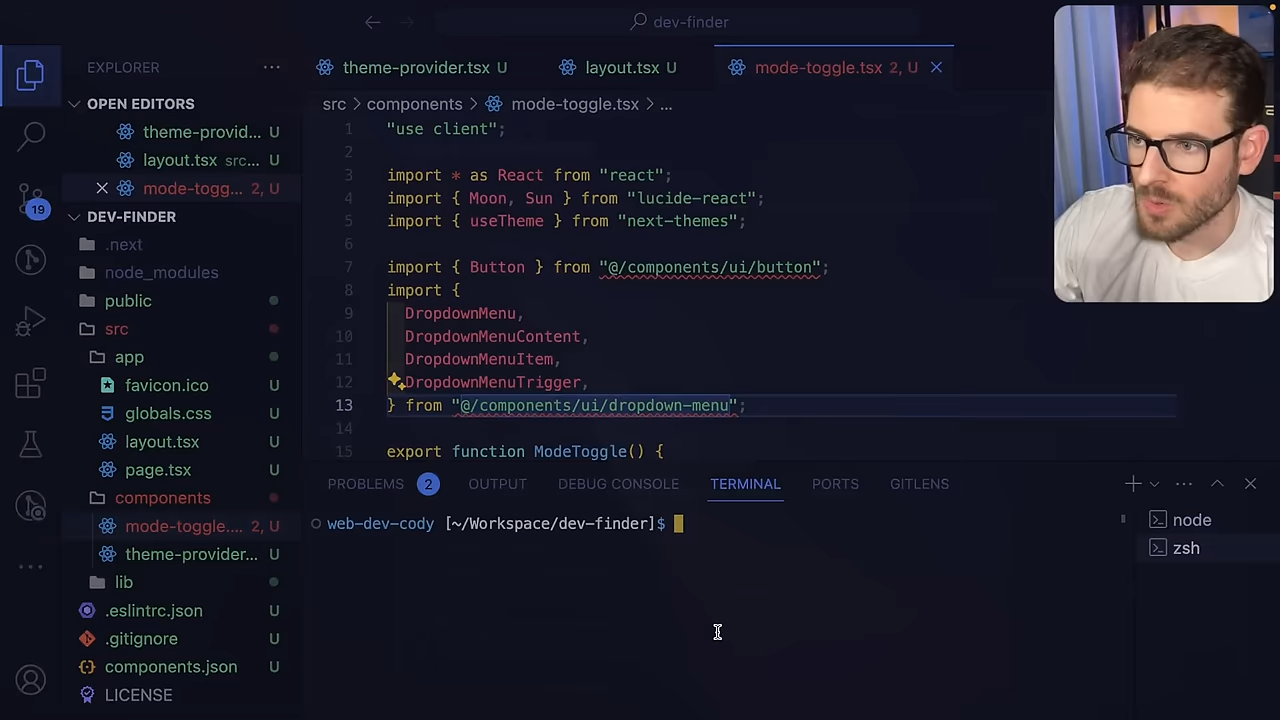 dev-finder
EXPLORER
OPEN EDITORS
theme-provid... U
layout.tsx src... U
mode-togg... 2, U
DEV-FINDER
.next
node_modules
public
src
app
favicon.ico U
globals.css U
layout.tsx U
page.tsx U
components
mode-toggle.... 2, U
theme-provider... U
lib
.eslintrc.json U
.gitignore U
components.json U
LICENSE
19
theme-provider.tsx U
layout.tsx U
mode-toggle.tsx 2, U
src > components > mode-toggle.tsx > ...
1 "use client";
2
3 import * as React from "react";
4 import { Moon, Sun } from "lucide-react";
5 import { useTheme } from "next-themes";
6
7 import { Button } from "@/components/ui/button";
8 import {
9 DropdownMenu,
10 DropdownMenuContent,
11 DropdownMenuItem,
12 DropdownMenuTrigger,
13 } from "@/components/ui/dropdown-menu";
14
15 export function ModeToggle() {
PROBLEMS 2 OUTPUT DEBUG CONSOLE TERMINAL PORTS GITLENS
web-dev-cody [~/Workspace/dev-finder]$
node
zsh